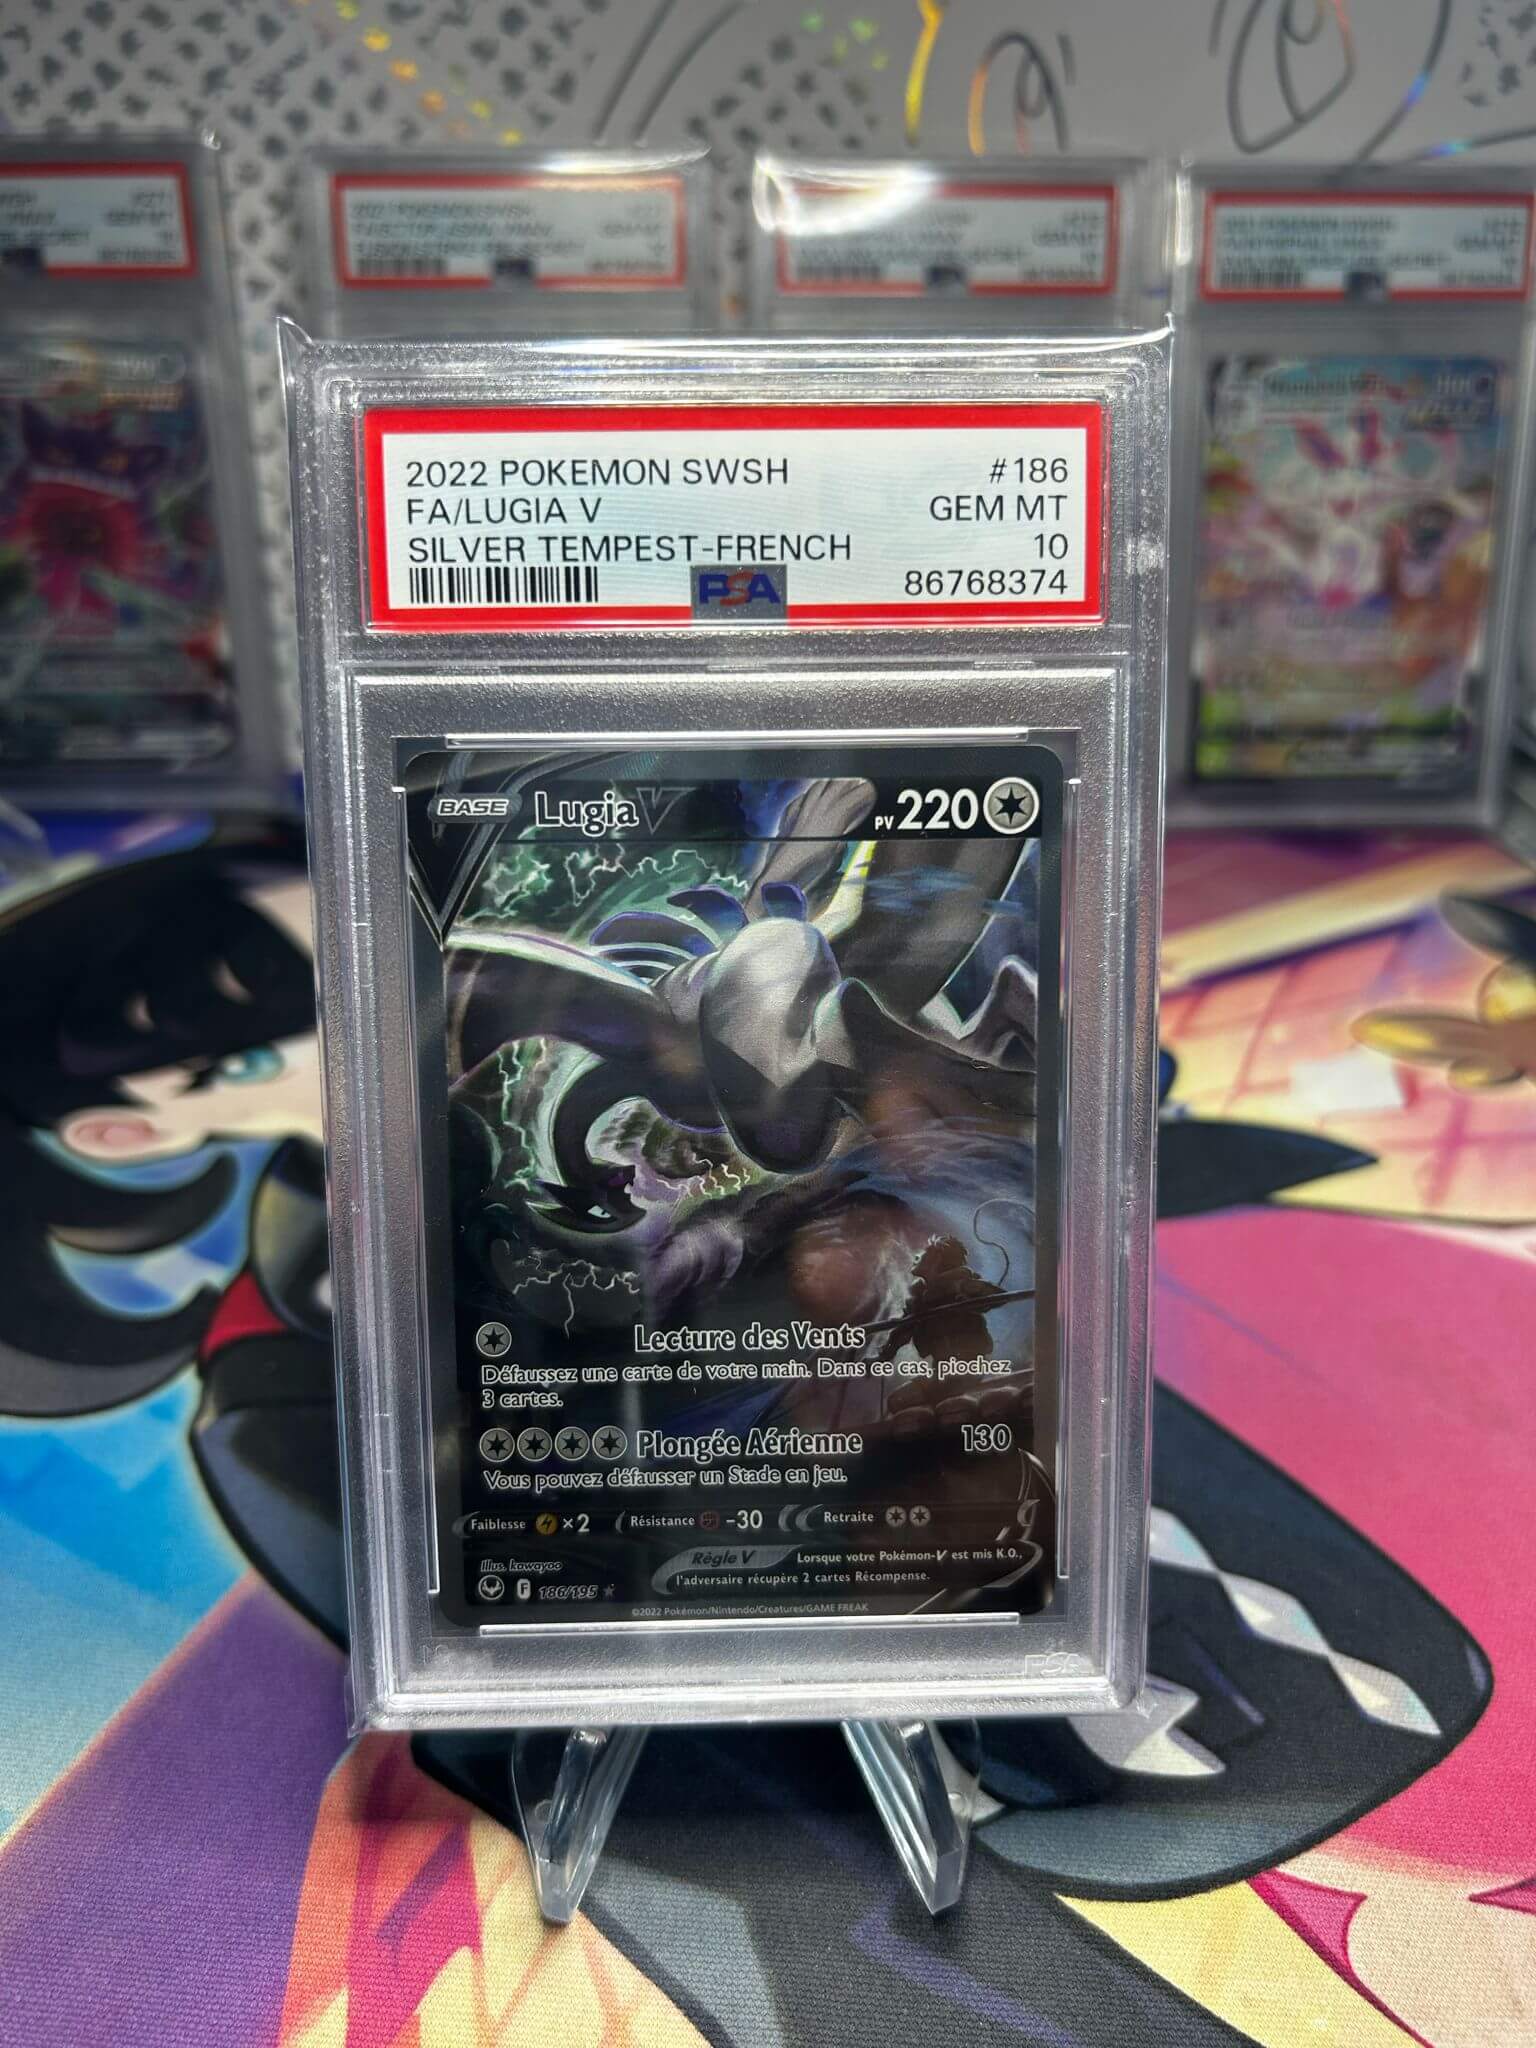 2022 POKEMON SWSH #186
FA/LUGIA V GEM MT
SILVER TEMPEST-FRENCH 10
PSA 86768374
BASE Lugia V PV 220
Lecture des Vents
Défaussez une carte de votre main. Dans ce cas, piochez
3 cartes.
Plongée Aérienne 130
Vous pouvez défausser un Stade en jeu.
Faiblesse ×2 Résistance -30 Retraite
Illus. kawayoo
Règle V Lorsque votre Pokémon-V est mis K.O.,
l'adversaire récupère 2 cartes Récompense.
F 186/195
©2022 Pokémon/Nintendo/Creatures/GAME FREAK
PSA